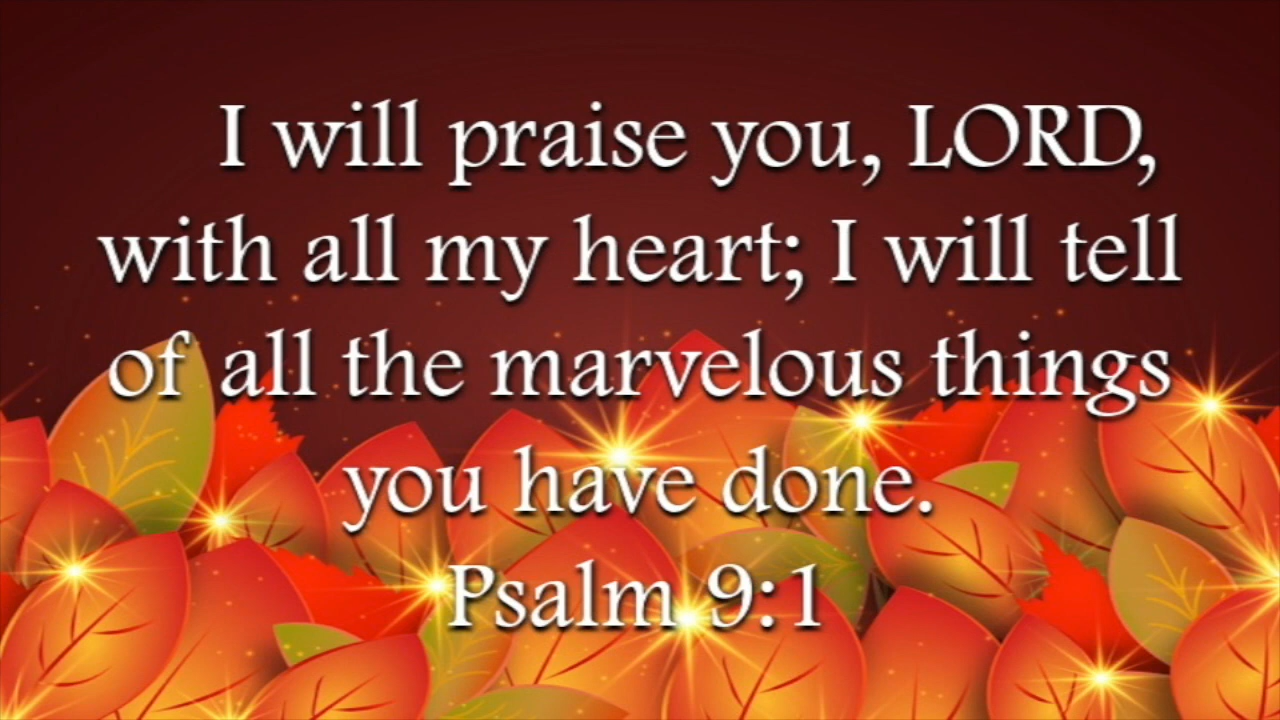 I will praise you, LORD,
with all my heart; I will tell
of all the marvelous things
you have done.
Psalm 9:1